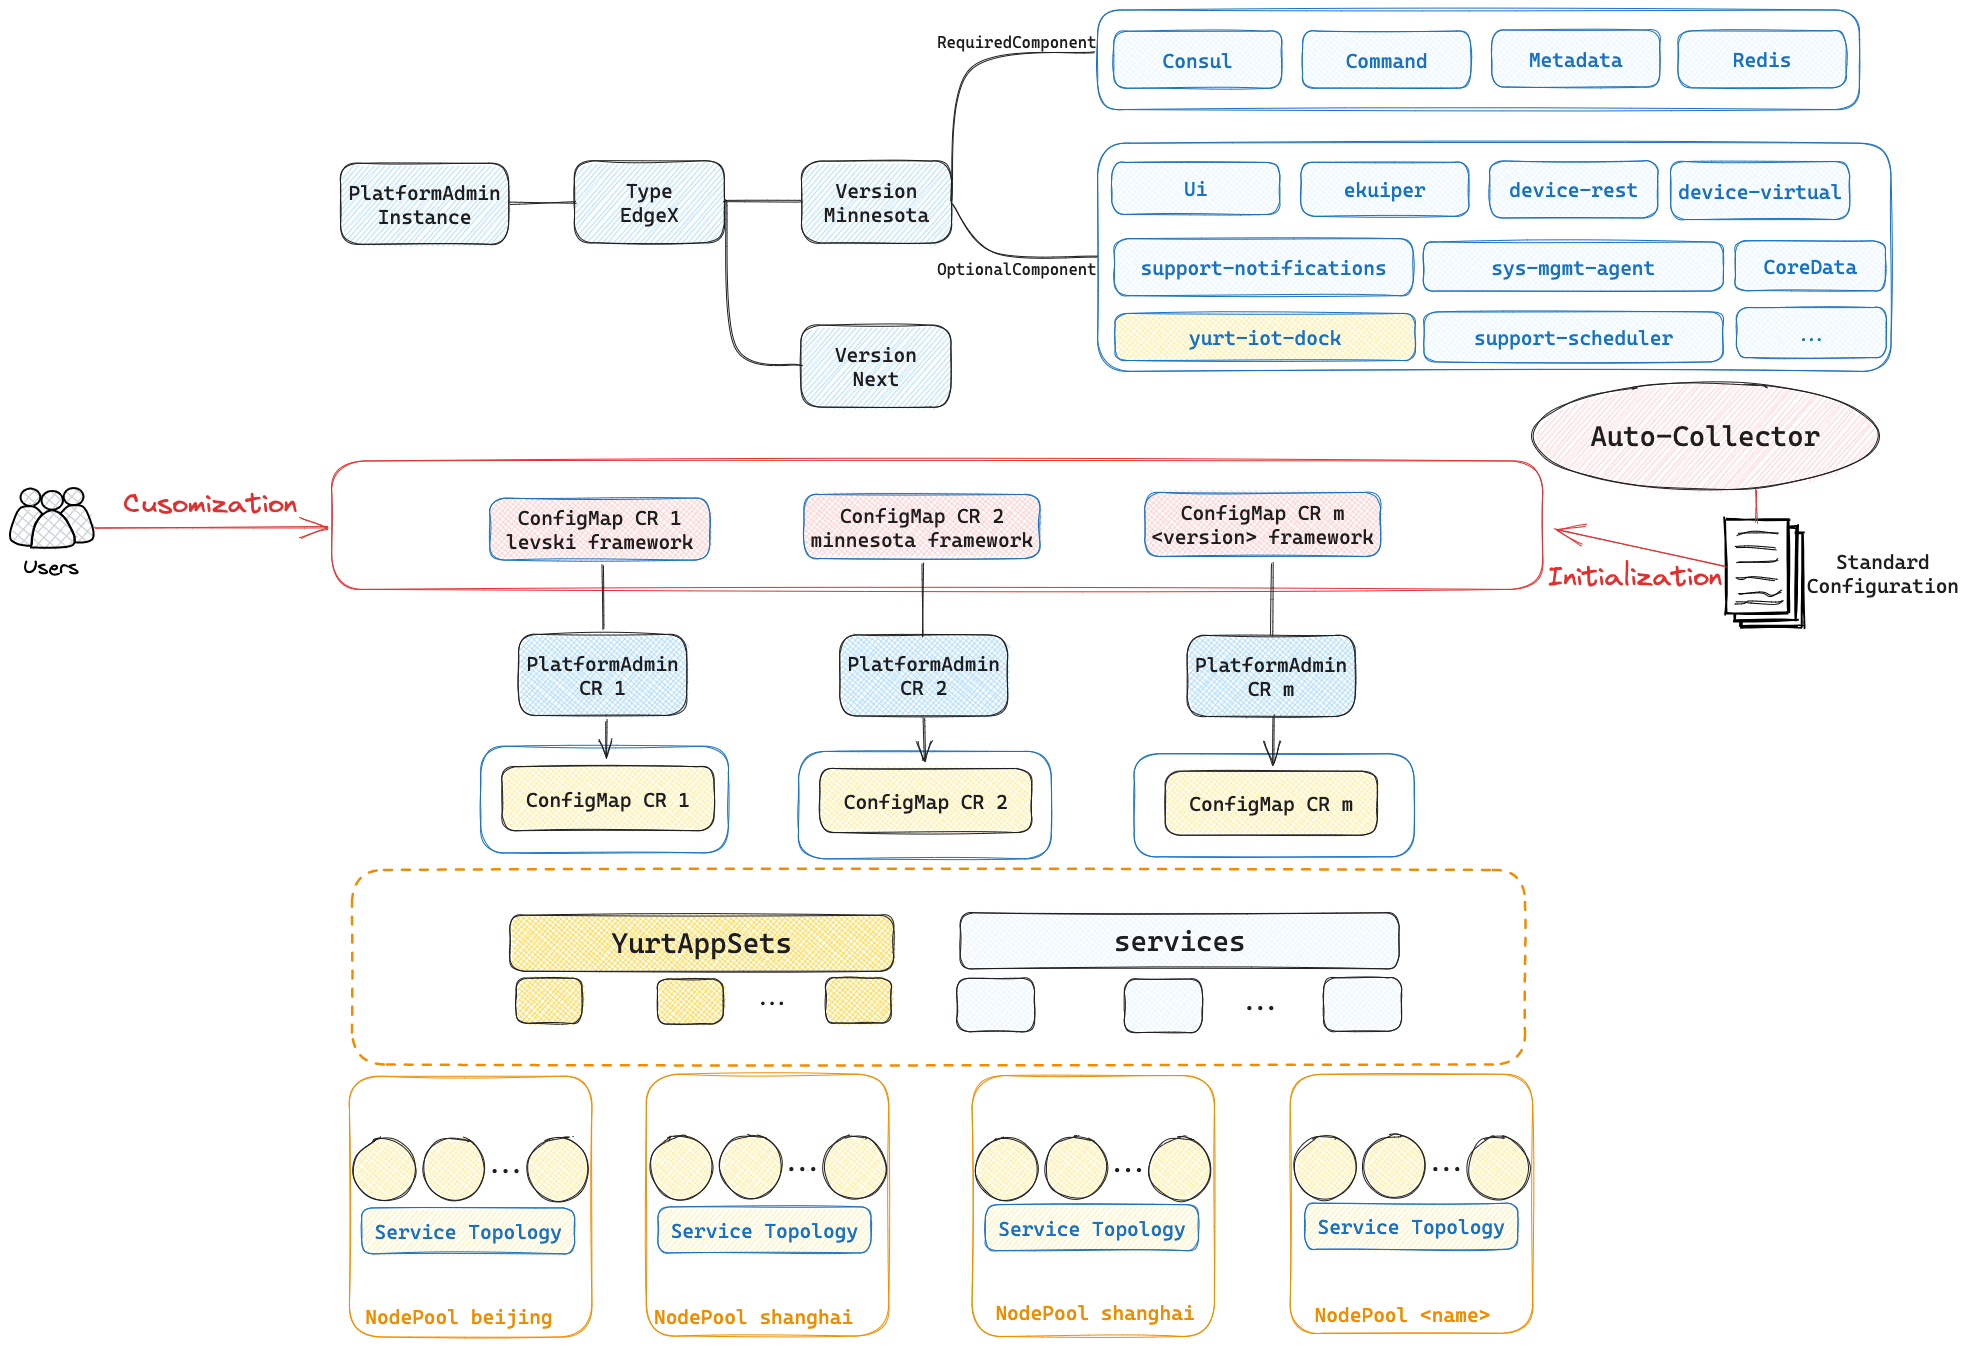 RequiredComponent
Consul
Command
Metadata
Redis
PlatformAdmin
Instance
Type
EdgeX
Version
Minnesota
Ui
ekuiper
device-rest
device-virtual
OptionalComponent
support-notifications
sys-mgmt-agent
CoreData
yurt-iot-dock
support-scheduler
...
Version
Next
Auto-Collector
Users
Cusomization
ConfigMap CR 1
levski framework
ConfigMap CR 2
minnesota framework
ConfigMap CR m
<version> framework
Initialization
Standard
Configuration
PlatformAdmin
CR 1
PlatformAdmin
CR 2
PlatformAdmin
CR m
ConfigMap CR 1
ConfigMap CR 2
ConfigMap CR m
YurtAppSets
services
...
...
...
...
...
...
Service Topology
Service Topology
Service Topology
Service Topology
NodePool beijing
NodePool shanghai
NodePool shanghai
NodePool <name>